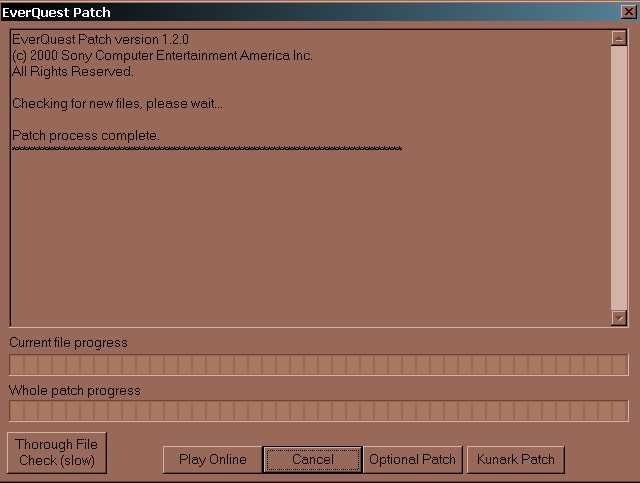 EverQuest Patch
EverQuest Patch version 1.2.0
(c) 2000 Sony Computer Entertainment America Inc.
All Rights Reserved.
Checking for new files, please wait...
Patch process complete.
Current file progress
Whole patch progress
Thorough File
Check (slow)
Play Online
Cancel
Optional Patch
Kunark Patch